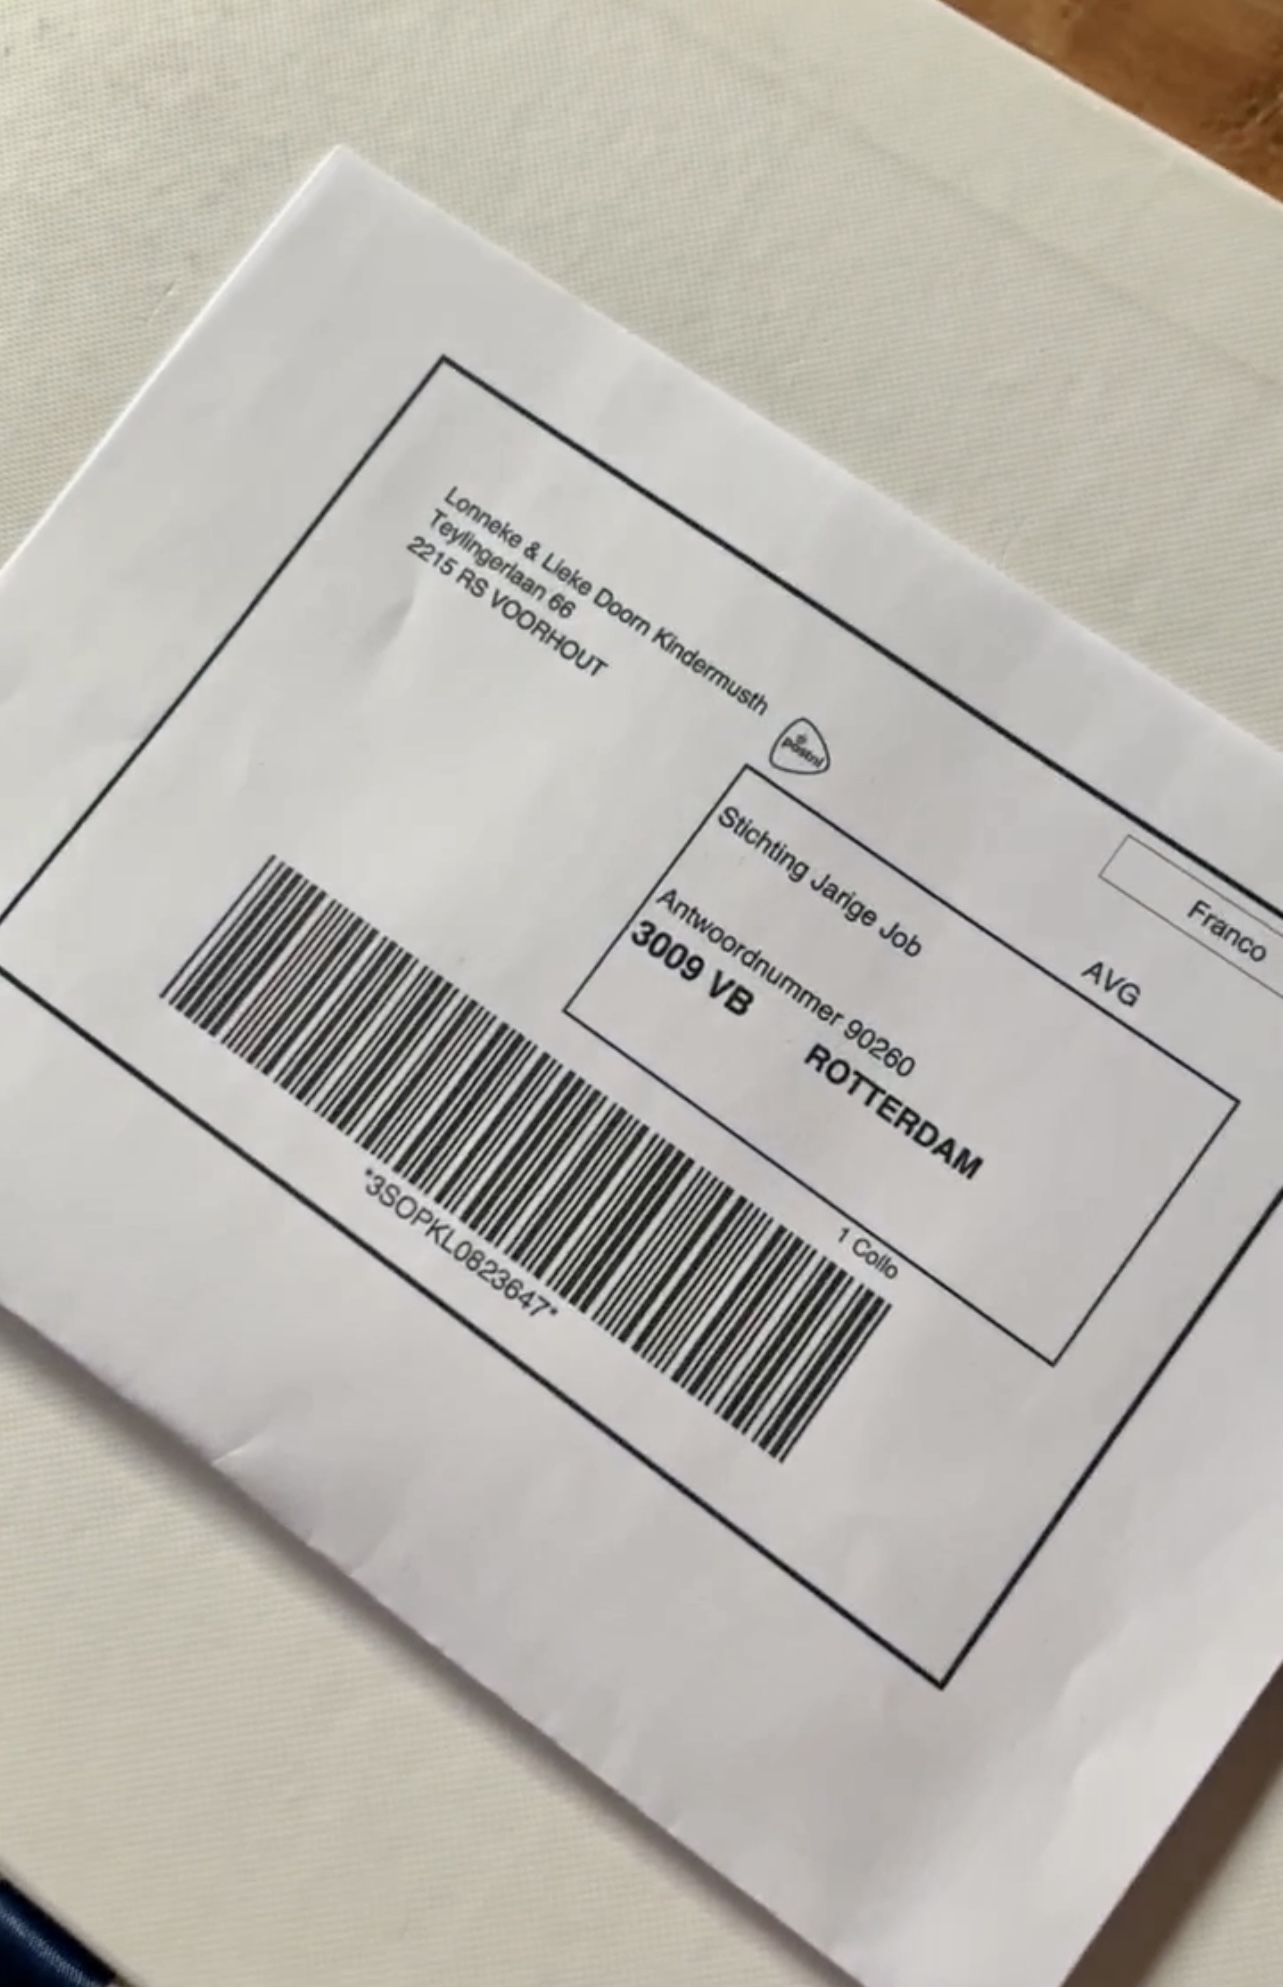 Lonneke & Lieke Doorn Kindermusth
Teylingerlaan 66
2215 RS VOORHOUT
postnl
Franco
AVG
Stichting Jarige Job
Antwoordnummer 90260
3009 VB ROTTERDAM
1 Collo
*3SOPKL0823647*